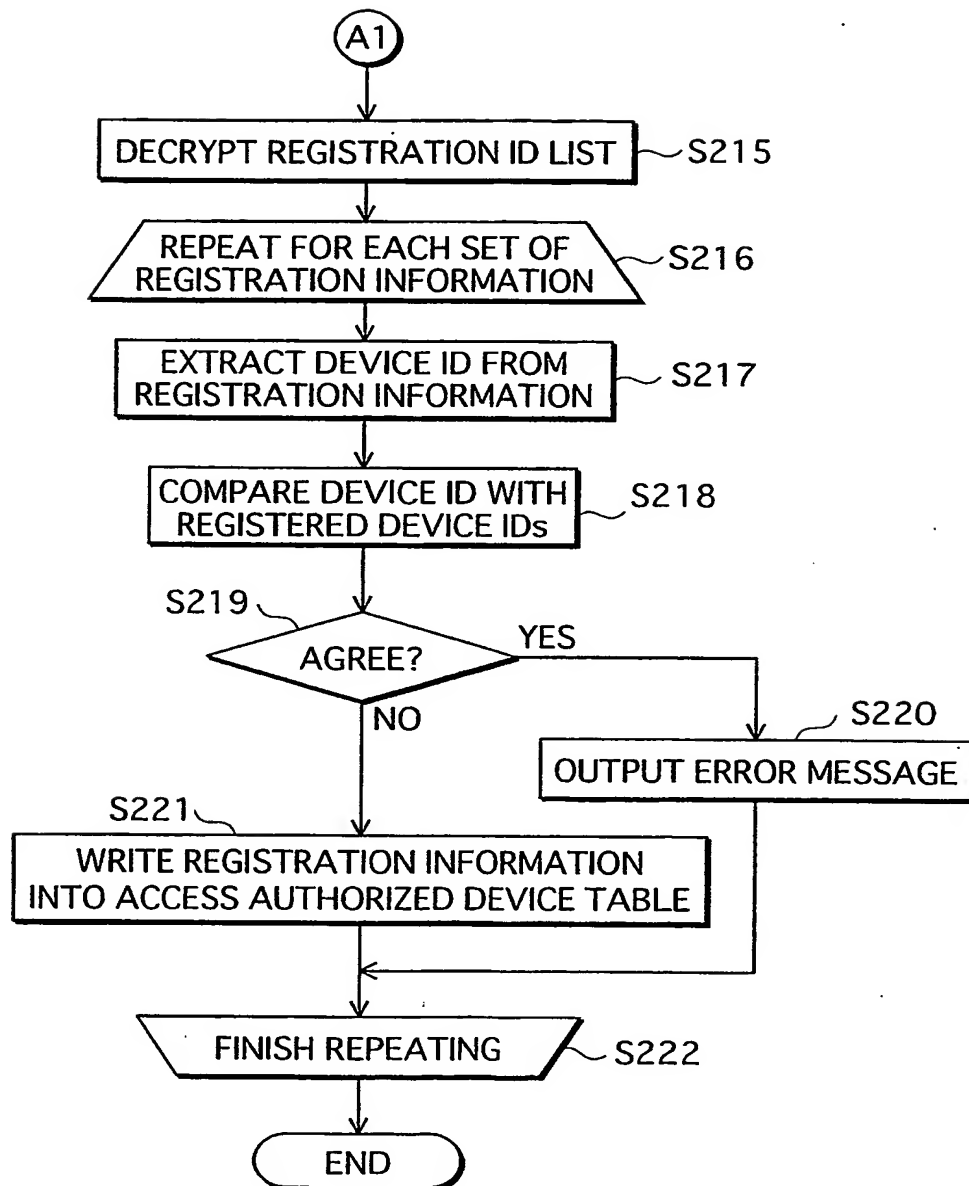 A1
DECRYPT REGISTRATION ID LIST
S215
REPEAT FOR EACH SET OF
REGISTRATION INFORMATION
S216
EXTRACT DEVICE ID FROM
REGISTRATION INFORMATION
S217
COMPARE DEVICE ID WITH
REGISTERED DEVICE IDs
S218
S219
AGREE?
YES
NO
S220
OUTPUT ERROR MESSAGE
S221
WRITE REGISTRATION INFORMATION
INTO ACCESS AUTHORIZED DEVICE TABLE
FINISH REPEATING
S222
END